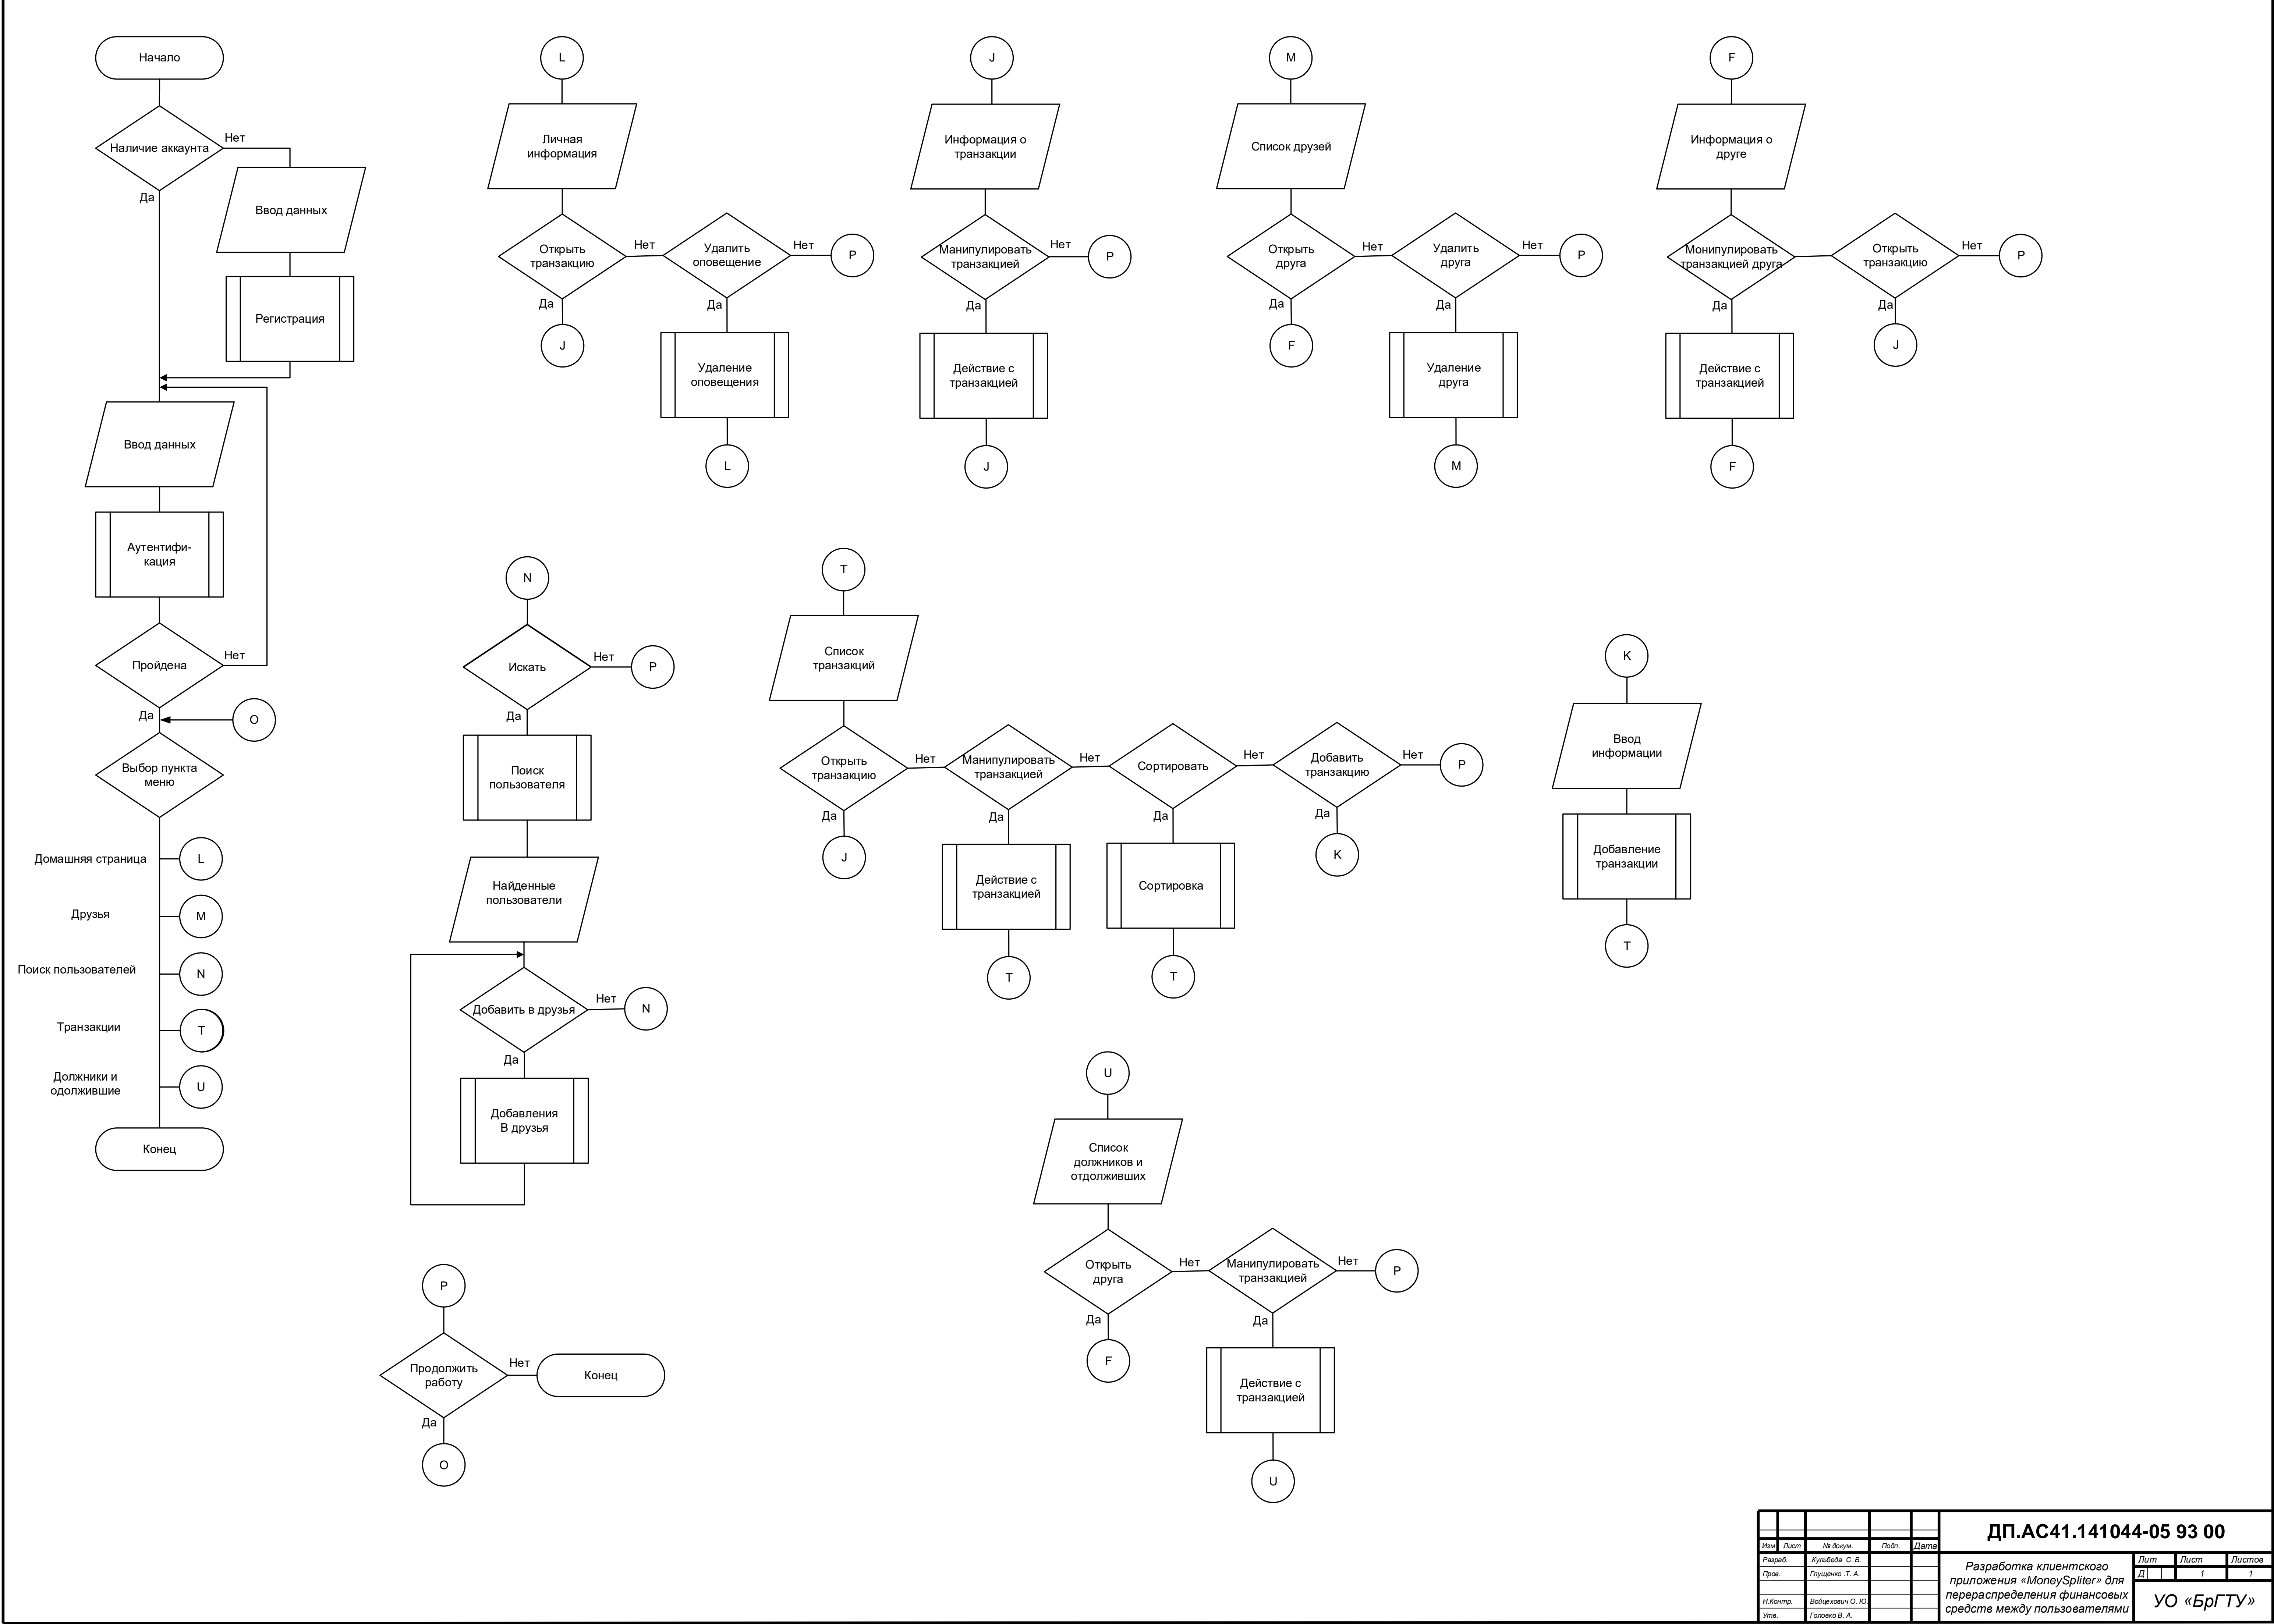 Начало
Наличие аккаунта
Нет
Да
Ввод данных
Регистрация
Ввод данных
Аутентифи-
кация
Пройдена
Нет
Да
O
Выбор пункта
меню
Домашняя страница
L
Друзья
M
Поиск пользователей
N
Транзакции
T
Должники и
одолжившие
U
Конец
L
Личная
информация
Открыть
транзакцию
Нет
Удалить
оповещение
Нет
P
Да
J
Да
Удаление
оповещения
L
J
Информация о
транзакции
Манипулировать
транзакцией
Нет
P
Да
Действие с
транзакцией
J
M
Список друзей
Открыть
друга
Нет
Удалить
друга
Нет
P
Да
F
Да
Удаление
друга
M
F
Информация о
друге
Монипулировать
транзакцией друга
Открыть
транзакцию
Нет
P
Да
Действие с
транзакцией
F
Да
J
N
Искать
Нет
P
Да
Поиск
пользователя
Найденные
пользователи
Добавить в друзья
Нет
N
Да
Добавления
В друзья
T
Список
транзакций
Открыть
транзакцию
Нет
Манипулировать
транзакцией
Нет
Сортировать
Нет
Добавить
транзакцию
Нет
P
Да
J
Да
Действие с
транзакцией
T
Да
Сортировка
T
Да
K
K
Ввод
информации
Добавление
транзакции
T
U
Список
должников и
отдолживших
Открыть
друга
Нет
Манипулировать
транзакцией
Нет
P
Да
F
Да
Действие с
транзакцией
U
P
Продолжить
работу
Нет
Конец
Да
O
ДП.АС41.141044-05 93 00
Изм Лист № докум. Подп. Дата
Разраб. .Кульбеда С. В.
Пров. Глущенко .Т. А.
Н.Контр. Войцехович О. Ю.
Утв. Головко В. А.
Разработка клиентского
приложения «MoneySpliter» для
перераспределения финансовых
средств между пользователями
Лит Лист Листов
Д 1 1
УО «БрГТУ»